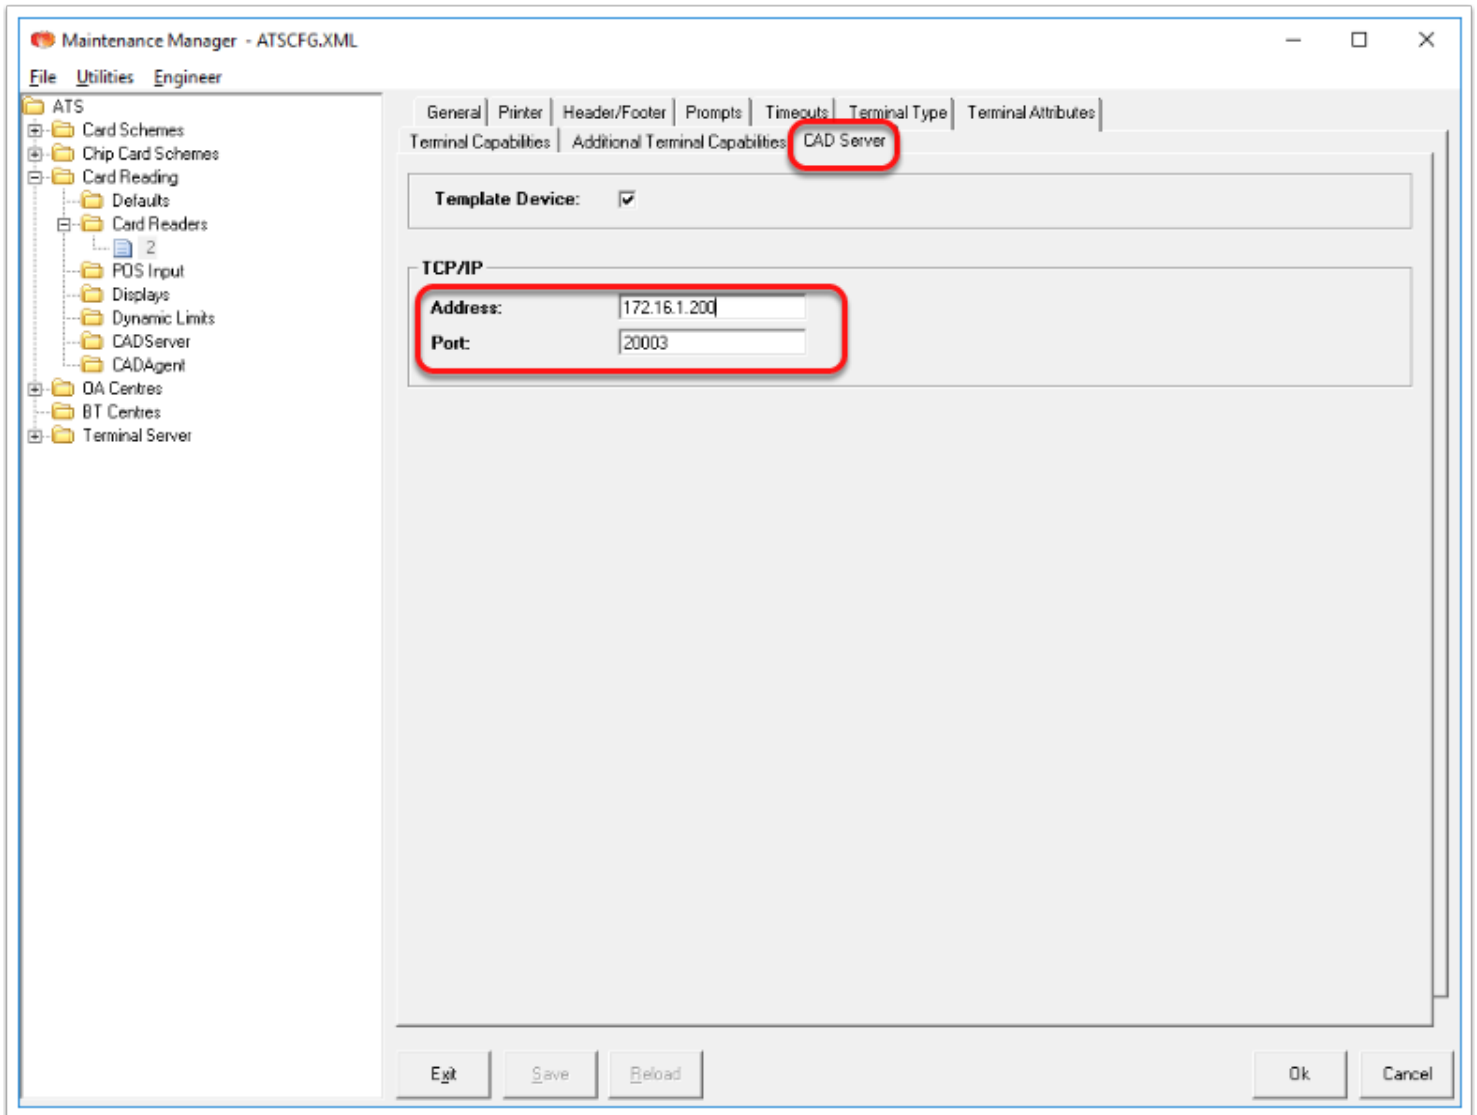 Maintenance Manager - ATSCFG.XML
File Utilities Engineer
ATS
Card Schemes
Chip Card Schemes
Card Reading
Defaults
Card Readers
2
POS Input
Displays
Dynamic Limits
CADServer
CADAgent
OA Centres
BT Centres
Terminal Server
General Printer Header/Footer Prompts Timeouts Terminal Type Terminal Attributes
Terminal Capabilities Additional Terminal Capabilities CAD Server
Template Device:
TCP/IP
Address: 172.16.1.200
Port: 20003
Exit Save Reload Ok Cancel